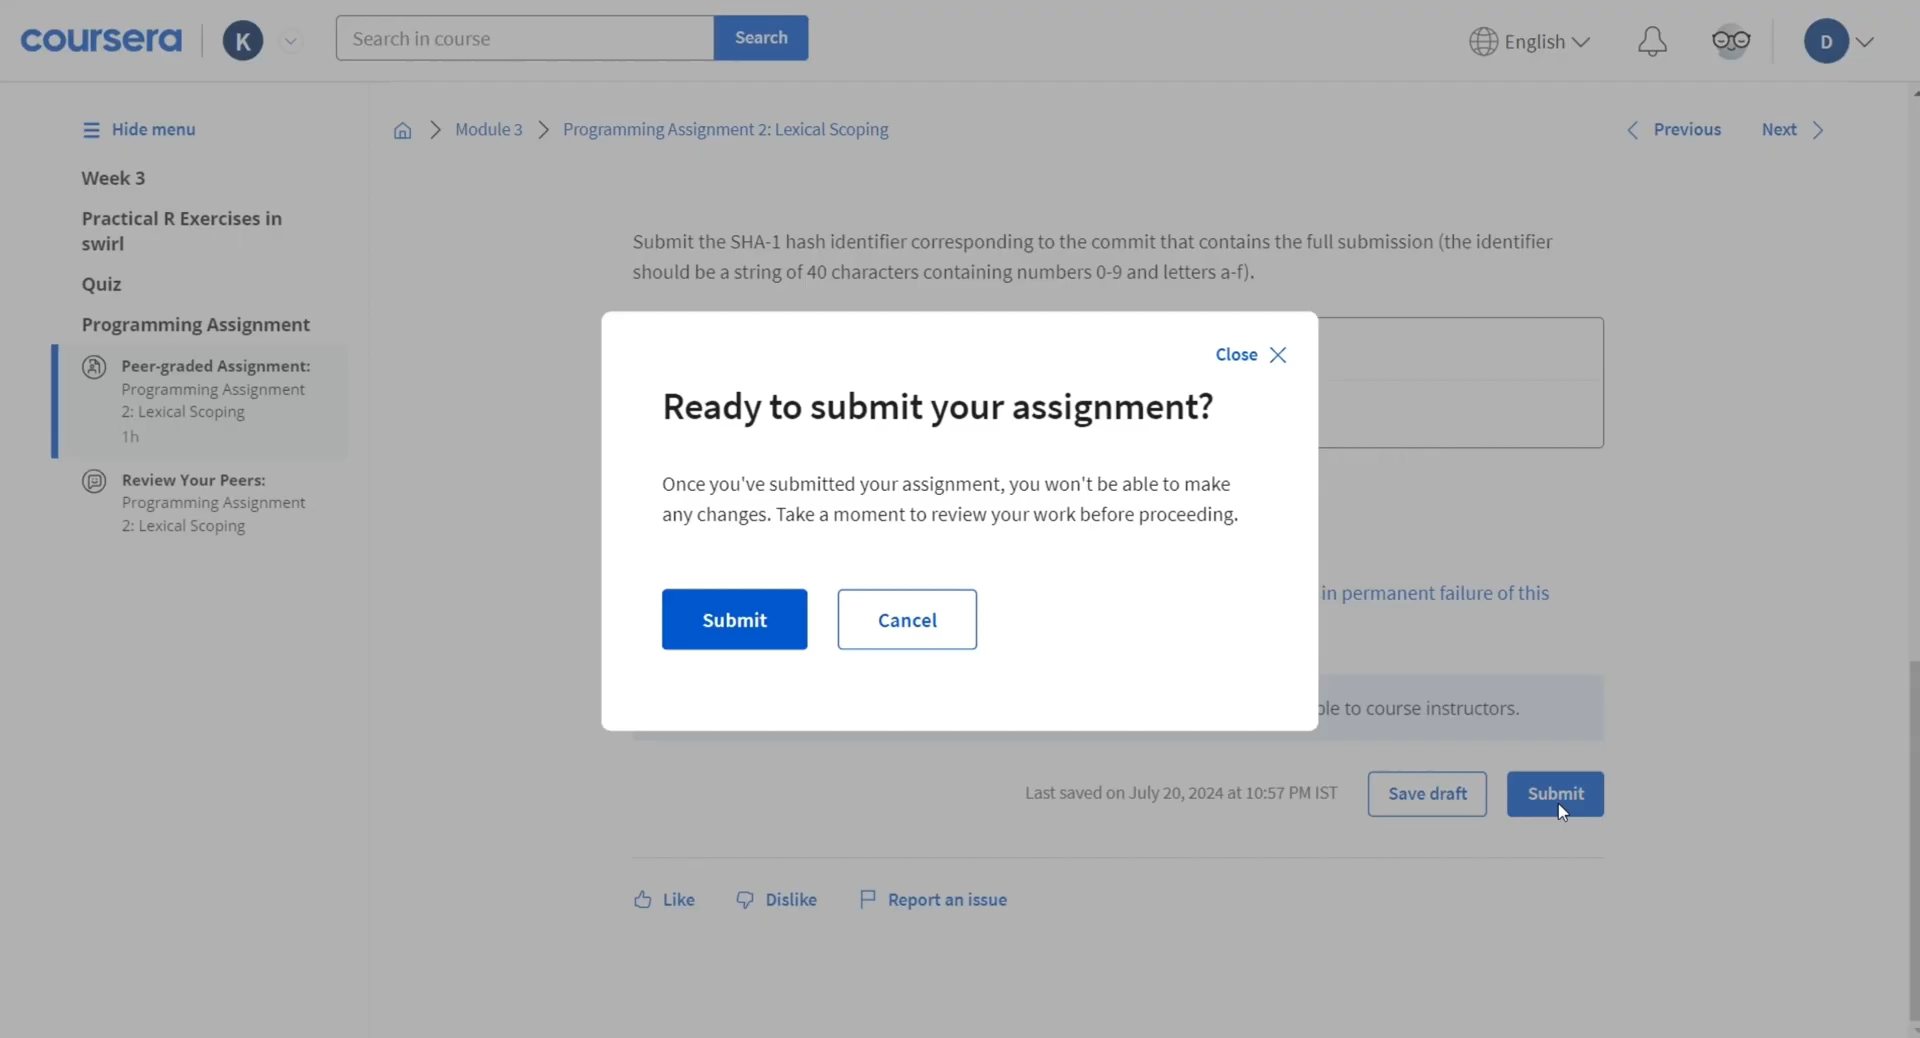 coursera
K
Search in course
Search
English
D
Hide menu
Module 3
Programming Assignment 2: Lexical Scoping
Previous
Next
Week 3
Practical R Exercises in
swirl
Quiz
Programming Assignment
Peer-graded Assignment:
Programming Assignment
2: Lexical Scoping
1h
Review Your Peers:
Programming Assignment
2: Lexical Scoping
Submit the SHA-1 hash identifier corresponding to the commit that contains the full submission (the identifier
should be a string of 40 characters containing numbers 0-9 and letters a-f).
Close
Ready to submit your assignment?
Once you've submitted your assignment, you won't be able to make
any changes. Take a moment to review your work before proceeding.
Submit
Cancel
in permanent failure of this
to course instructors.
Last saved on July 20, 2024 at 10:57 PM IST
Save draft
Submit
Like
Dislike
Report an issue